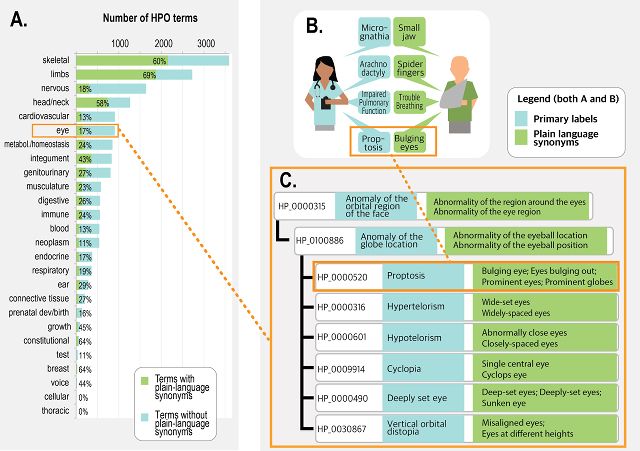 A.
Number of HPO terms
1000 2000 3000
skeletal 60%
limbs 69%
nervous 18%
head/neck 58%
cardiovascular 13%
eye 17%
metabol./homeostasis 24%
integument 43%
genitourinary 27%
musculature 23%
digestive 26%
immune 24%
blood 13%
neoplasm 11%
endocrine 17%
respiratory 19%
ear 29%
connective tissue 27%
prenatal dev/birth 16%
growth 45%
constitutional 64%
test 11%
breast 64%
voice 44%
cellular 0%
thoracic 0%
Terms with
plain-language
synonyms
Terms without
plain-language
synonyms
B.
Micro-
gnathia
Small
jaw
Arachno
dactyly
Spider
fingers
Impaired
Pulmonary
Function
Trouble
Breathing
Prop-
tosis
Bulging
eyes
Legend (both A and B)
Primary labels
Plain language
synonyms
C.
HP_0000315
Anomaly of the
orbital region
of the face
Abnormality of the region around the eyes
Abnormality of the eye region
HP_0100886
Anomaly of the
globe location
Abnormality of the eyeball location
Abnormality of the eyeball position
HP_0000520
Proptosis
Bulging eye; Eyes bulging out;
Prominent eyes; Prominent globes
HP_0000316
Hypertelorism
Wide-set eyes
Widely-spaced eyes
HP_0000601
Hypotelorism
Abnormally close eyes
Closely-spaced eyes
HP_0009914
Cyclopia
Single central eye
Cyclops eye
HP_0000490
Deeply set eye
Deep-set eyes; Deeply-set eyes;
Sunken eye
HP_0030867
Vertical orbital
distopia
Misaligned eyes;
Eyes at different heights